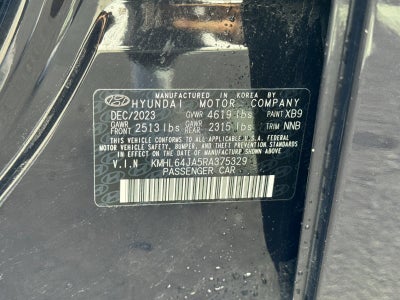 MANUFACTURED IN KOREA BY
HYUNDAI MOTOR COMPANY
DEC/2023 GVWR 4619 lbs PAINT XB9
GAWR FRONT 2513 lbs GAWR REAR 2315 lbs TRIM NNB
THIS VEHICLE CONFORMS TO ALL APPLICABLE U.S.A. FEDERAL
MOTOR VEHICLE SAFETY, BUMPER, AND THEFT PREVENTION STANDARDS
IN EFFECT ON THE DATE OF MANUFACTURE SHOWN ABOVE.
V.I.N KMHL64JA5RA375329
PASSENGER CAR